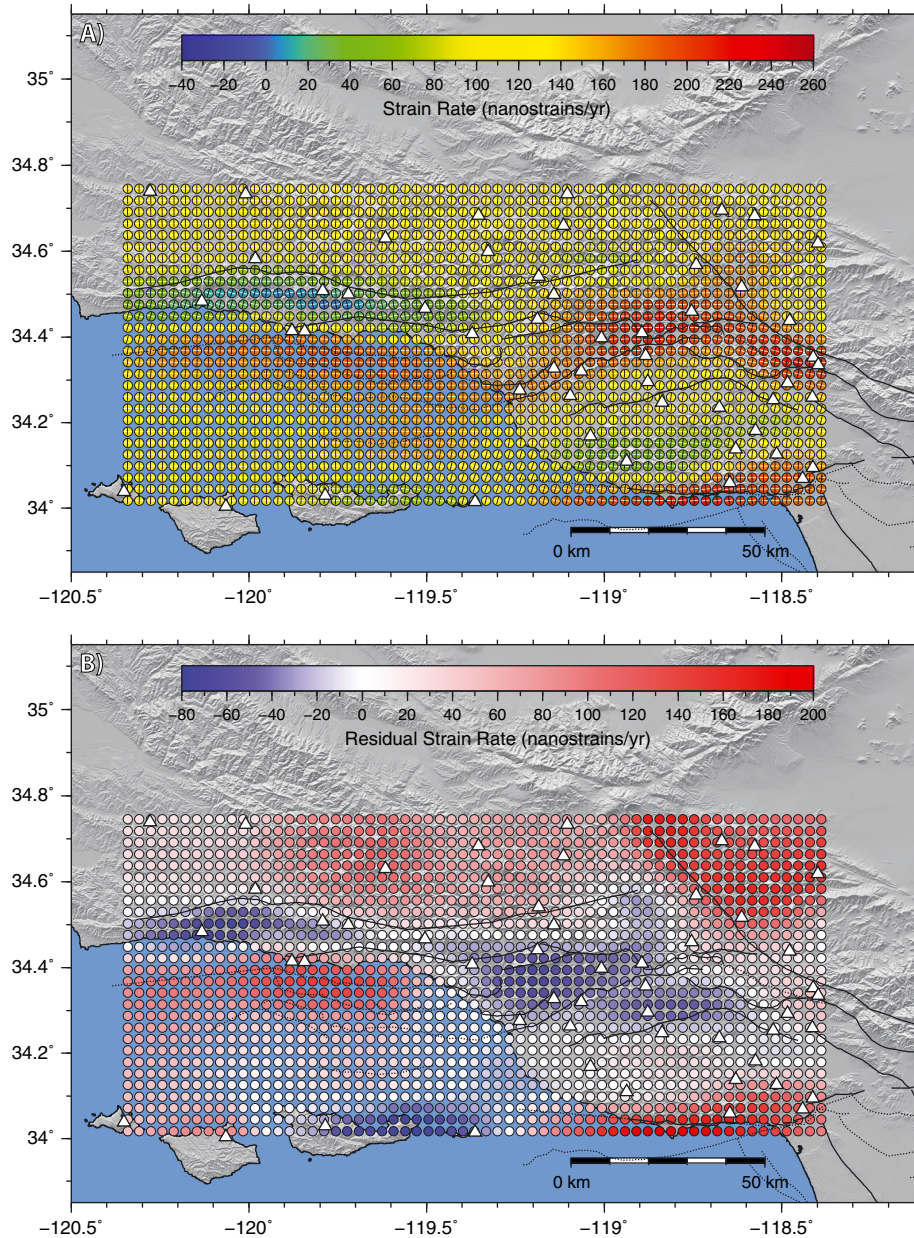 A)
−40 −20 0 20 40 60 80 100 120 140 160 180 200 220 240 260
Strain Rate (nanostrains/yr)
35˚
34.8˚
34.6˚
34.4˚
34.2˚
34˚
0 km 50 km
−120.5˚ −120˚ −119.5˚ −119˚ −118.5˚
B)
−80 −60 −40 −20 0 20 40 60 80 100 120 140 160 180 200
Residual Strain Rate (nanostrains/yr)
35˚
34.8˚
34.6˚
34.4˚
34.2˚
34˚
0 km 50 km
−120.5˚ −120˚ −119.5˚ −119˚ −118.5˚